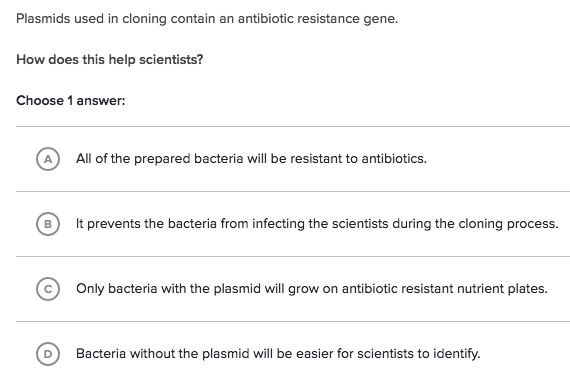 Plasmids used in cloning contain an antibiotic resistance gene.
How does this help scientists?
Choose 1 answer:
A All of the prepared bacteria will be resistant to antibiotics.
B It prevents the bacteria from infecting the scientists during the cloning process.
C Only bacteria with the plasmid will grow on antibiotic resistant nutrient plates.
D Bacteria without the plasmid will be easier for scientists to identify.